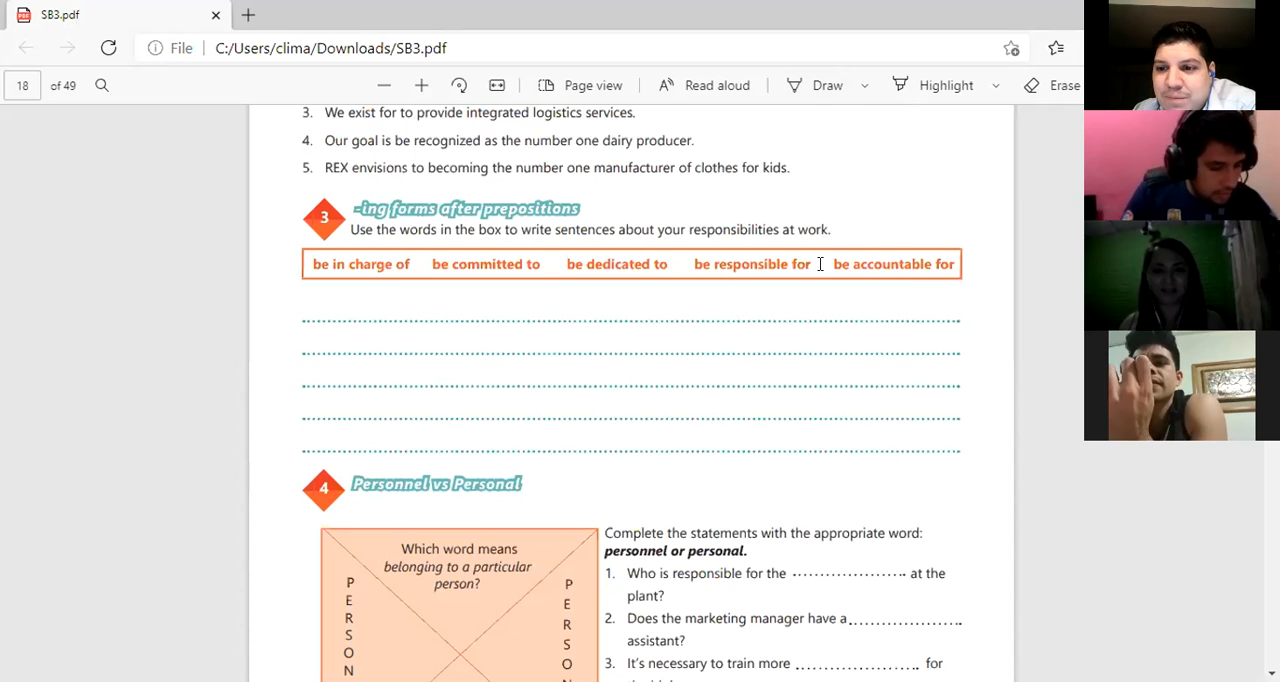 SB3.pdf
File C:/Users/clima/Downloads/SB3.pdf
18 of 49 Page view Read aloud Draw Highlight Erase
3. We exist for to provide integrated logistics services.
4. Our goal is be recognized as the number one dairy producer.
5. REX envisions to becoming the number one manufacturer of clothes for kids.
3 -ing forms after prepositions
Use the words in the box to write sentences about your responsibilities at work.
be in charge of be committed to be dedicated to be responsible for be accountable for
4 Personnel vs Personal
Which word means
belonging to a particular
person?
P
E
R
S
O
N
P
E
R
S
O
N
Complete the statements with the appropriate word:
personnel or personal.
1. Who is responsible for the .................... at the
plant?
2. Does the marketing manager have a....................
assistant?
3. It's necessary to train more .................... for